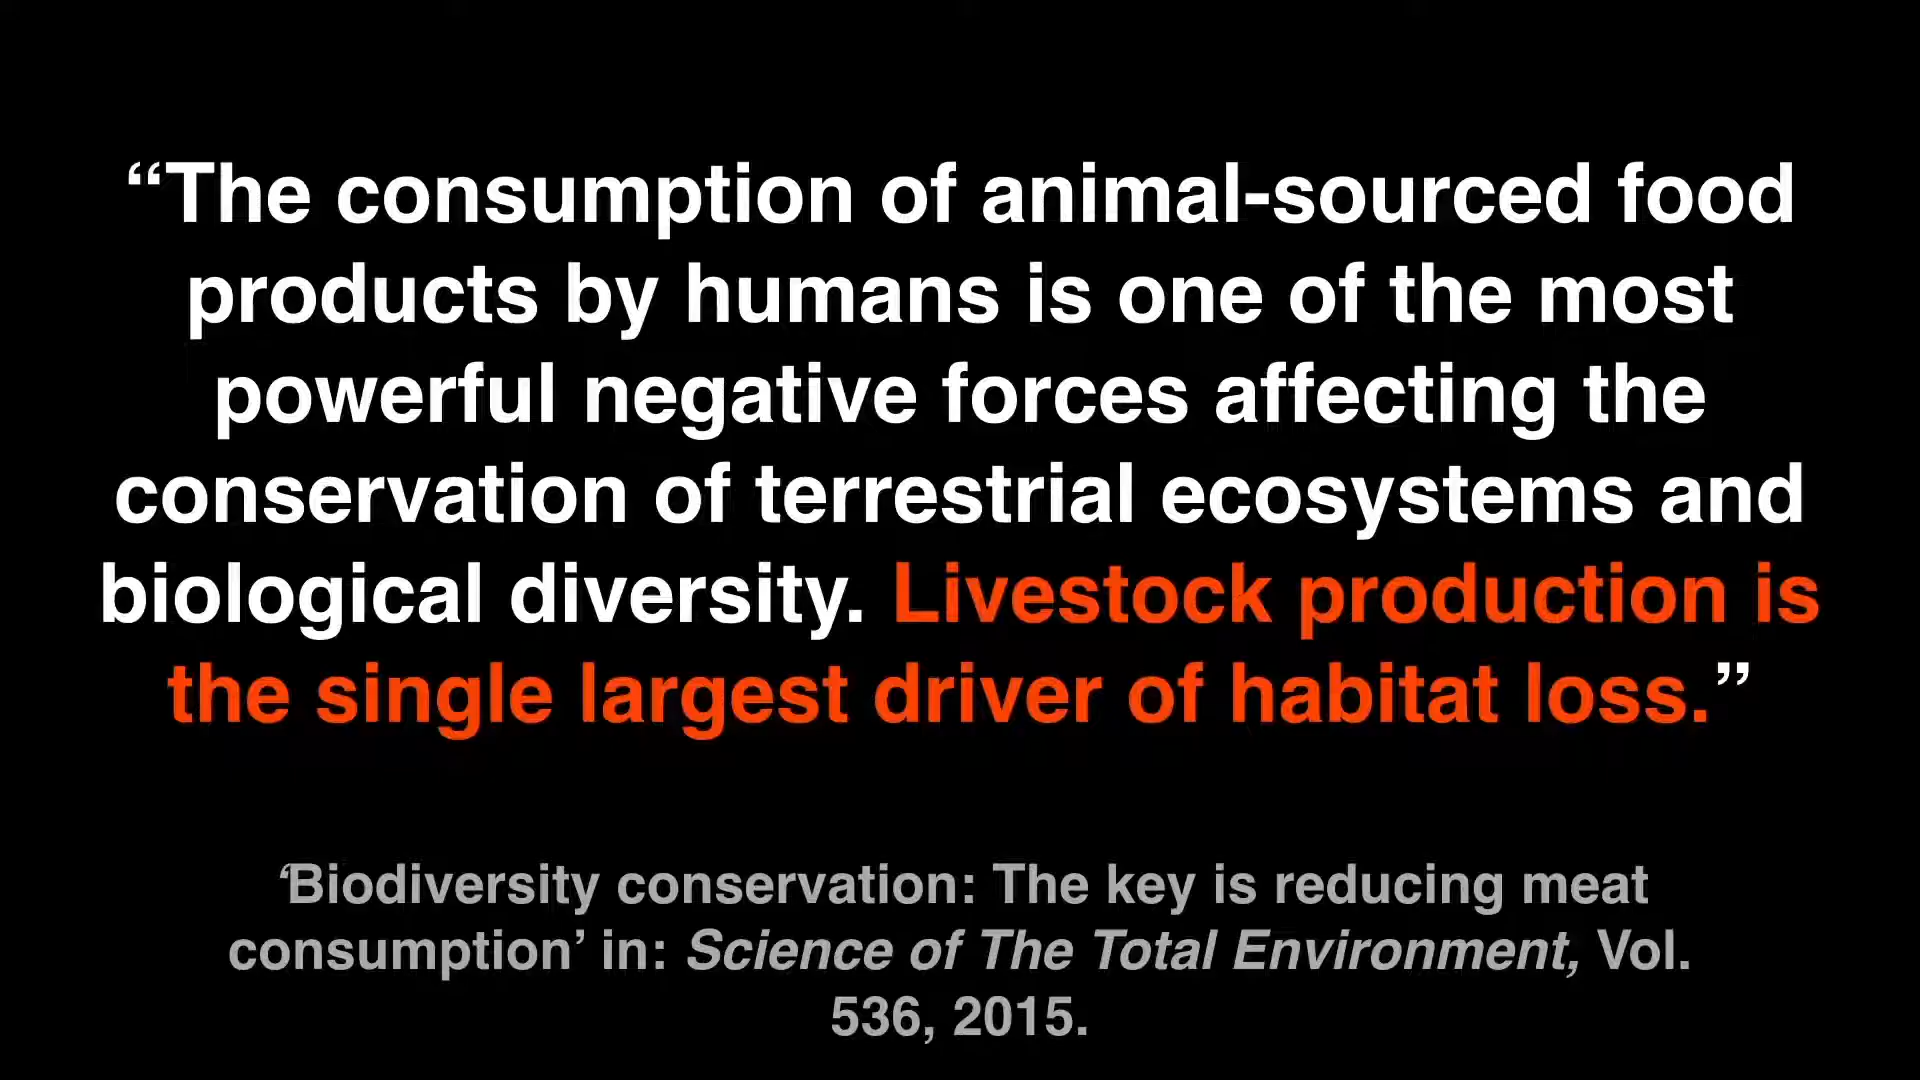 “The consumption of animal-sourced food
products by humans is one of the most
powerful negative forces affecting the
conservation of terrestrial ecosystems and
biological diversity. Livestock production is
the single largest driver of habitat loss.”
‘Biodiversity conservation: The key is reducing meat
consumption’ in: Science of The Total Environment, Vol.
536, 2015.